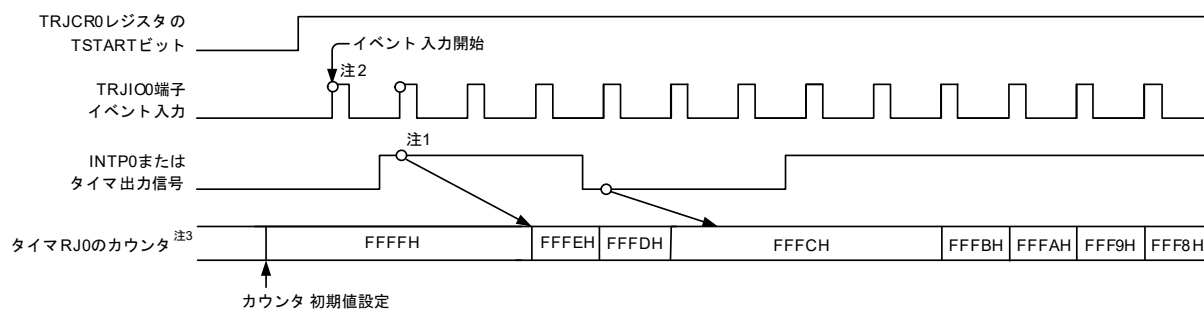 TRJCR0レジスタの
TSTARTビット
イベント入力開始
注2
TRJIO0端子
イベント入力
注1
INTP0または
タイマ出力信号
タイマRJ0のカウンタ注3
FFFFH
FFFEH
FFFDH
FFFCH
FFFBH
FFFAH
FFF9H
FFF8H
カウンタ初期値設定